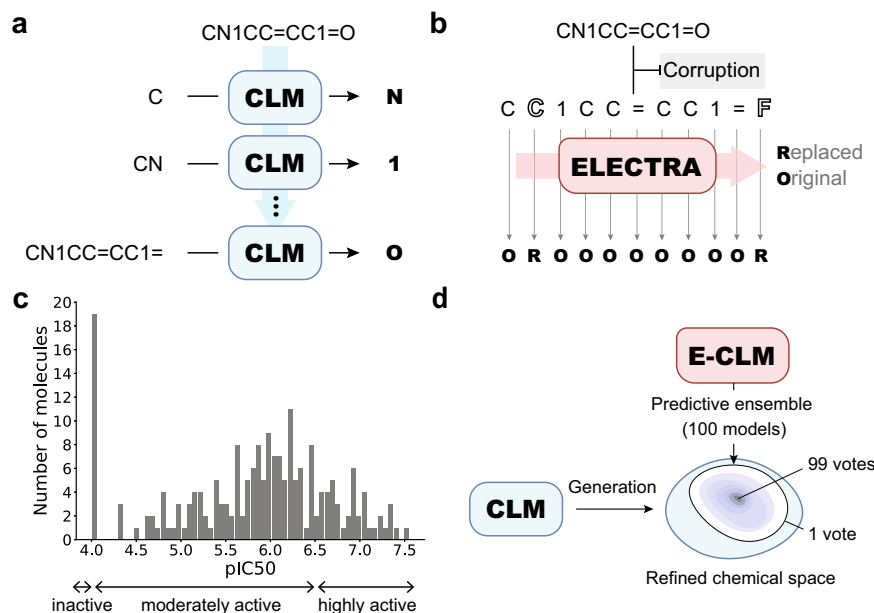 a
CN1CC=CC1=O
C
CLM
N
CN
CLM
1
CN1CC=CC1=
CLM
O
b
CN1CC=CC1=O
Corruption
C C 1 C C = C C 1 = F
ELECTRA
Replaced
Original
O R O O O O O O O O R
c
Number of molecules
20
18
16
14
12
10
8
6
4
2
0
4.0 4.5 5.0 5.5 6.0 6.5 7.0 7.5
pIC50
inactive moderately active highly active
d
E-CLM
Predictive ensemble
(100 models)
99 votes
Generation
CLM
1 vote
Refined chemical space